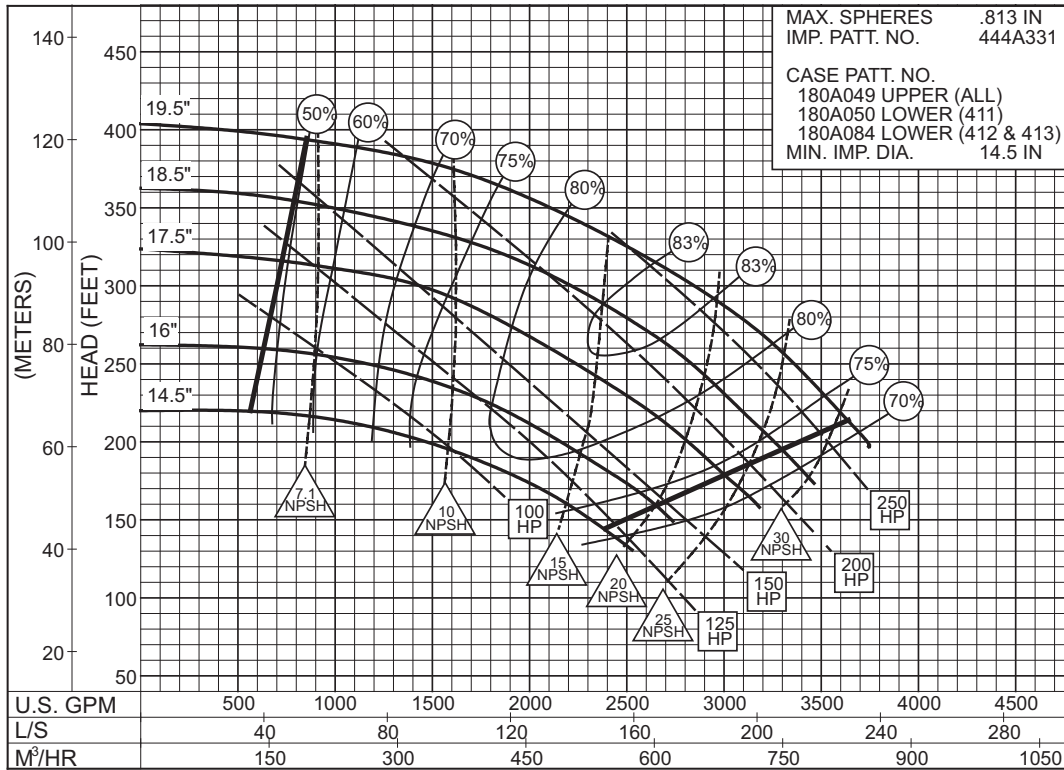 MAX. SPHERES .813 IN
IMP. PATT. NO. 444A331
CASE PATT. NO.
180A049 UPPER (ALL)
180A050 LOWER (411)
180A084 LOWER (412 & 413)
MIN. IMP. DIA. 14.5 IN
(METERS)
140
120
100
80
60
40
20
HEAD (FEET)
450
400
350
300
250
200
150
100
50
19.5"
18.5"
17.5"
16"
14.5"
50%
60%
70%
75%
80%
83%
83%
80%
75%
70%
7.1
NPSH
10
NPSH
15
NPSH
20
NPSH
25
NPSH
30
NPSH
100
HP
125
HP
150
HP
200
HP
250
HP
U.S. GPM 500 1000 1500 2000 2500 3000 3500 4000 4500
L/S 40 80 120 160 200 240 280
M³/HR 150 300 450 600 750 900 1050